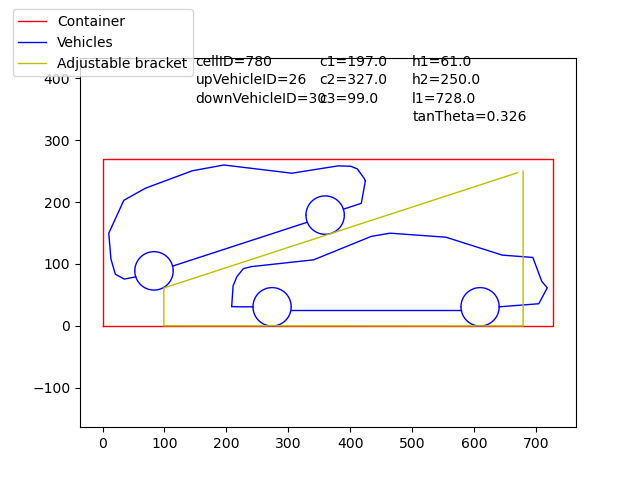 Container
Vehicles
Adjustable bracket
cellID=780 c1=197.0 h1=61.0
upVehicleID=26 c2=327.0 h2=250.0
downVehicleID=30 c3=99.0 l1=728.0
tanTheta=0.326
400
300
200
100
0
−100
0 100 200 300 400 500 600 700